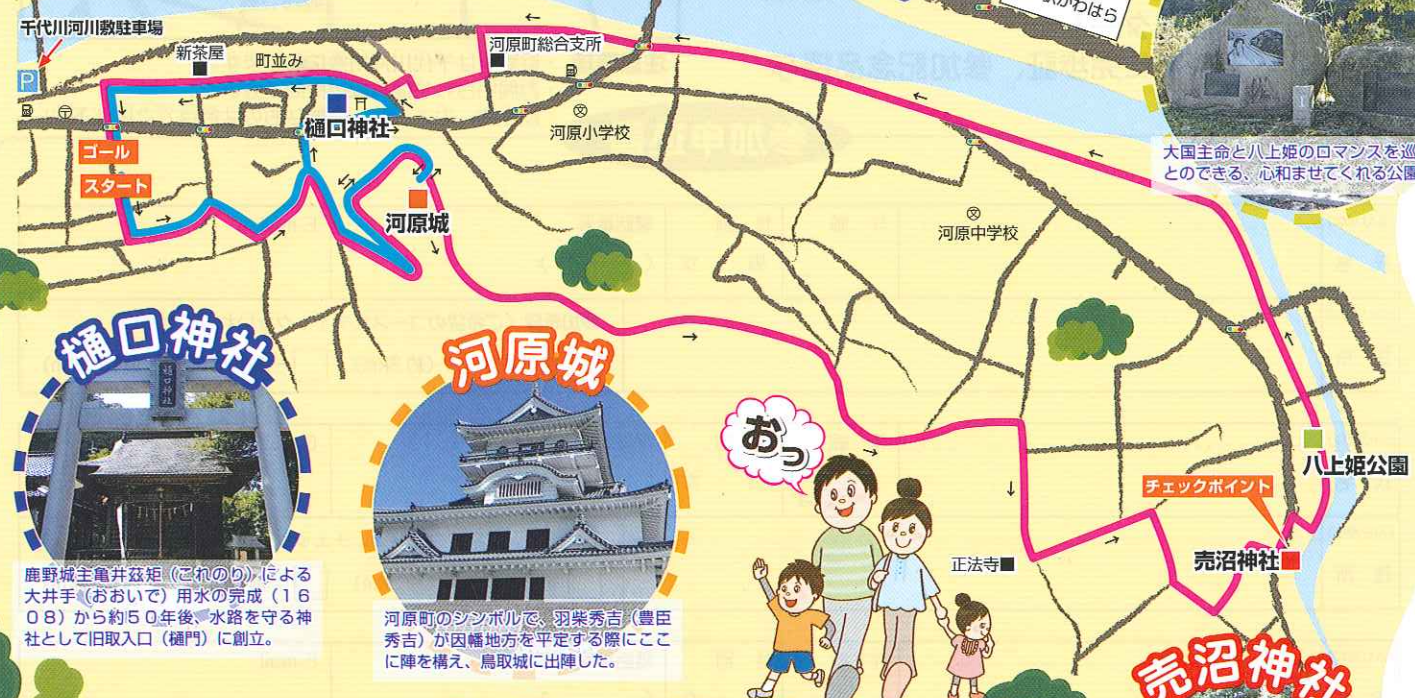 千代川河川敷駐車場
P
新茶屋
町並み
河原町総合支所
かわはら
樋口神社
河原小学校
ゴール
スタート
河原城
河原中学校
大国主命と八上姫のロマンスを巡
とのできる、心和ませてくれる公園
樋口神社
樋口神社
鹿野城主亀井茲矩(これのり)による
大井手(おおいで)用水の完成(16
08)から約50年後、水路を守る神
社として旧取入口(樋門)に創立。
河原城
河原町のシンボルで、羽柴秀吉(豊臣
秀吉)が因幡地方を平定する際にここ
に陣を構え、鳥取城に出陣した。
おっ
八上姫公園
チェックポイント
正法寺
売沼神社
売沼神社